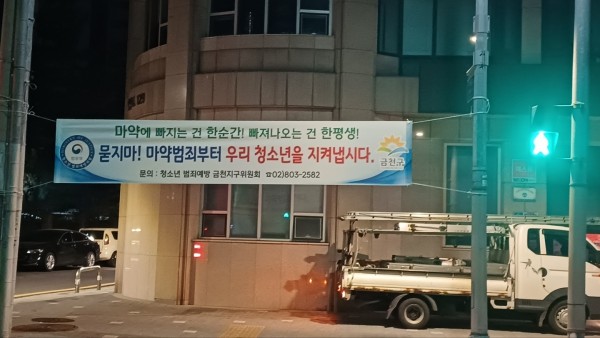 마약에 빠지는 건 한순간! 빠져나오는 건 한평생!
묻지마! 마약범죄부터 우리 청소년을 지켜냅시다.
금천구
문의 : 청소년 범죄예방 금천지구위원회 ☎02)803-2582